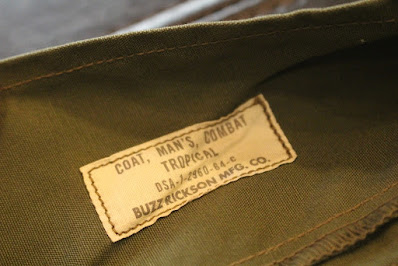 COAT, MAN'S, COMBAT
TROPICAL
DSA-1-2960-64-C
BUZZ RICKSON MFG. CO.